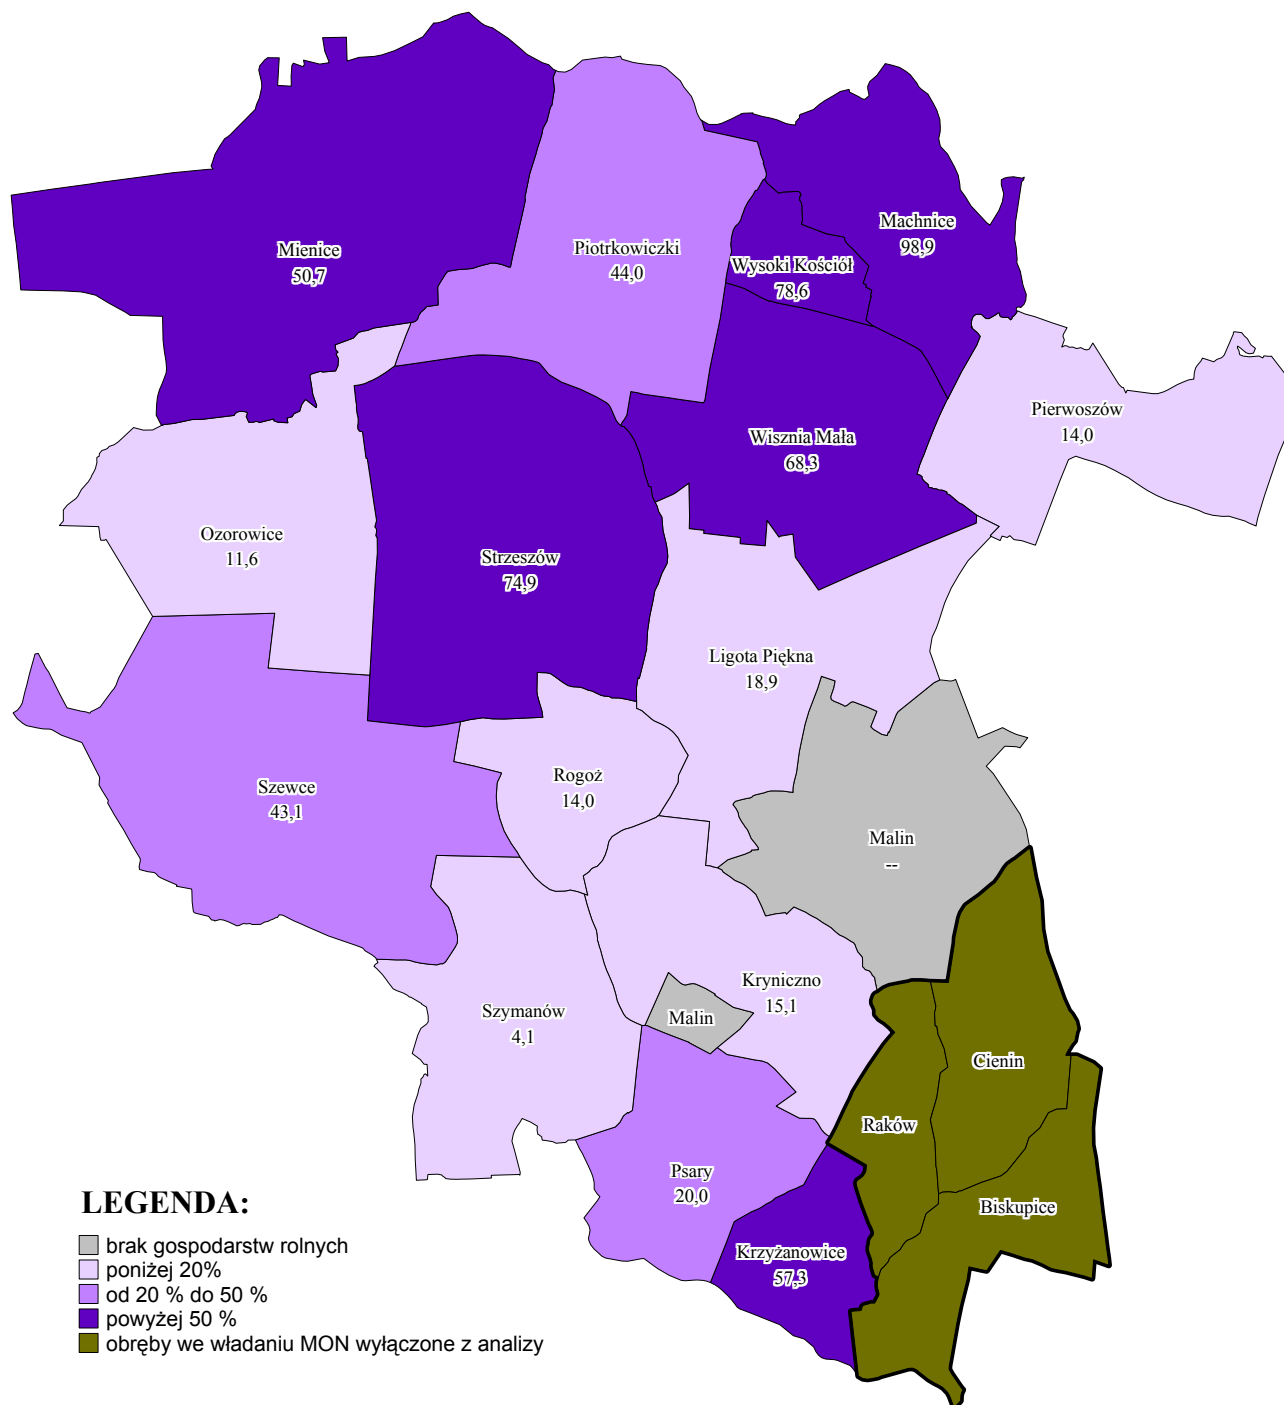 Machnice
98,9
Mienice
50,7
Piotrkowiczki
44,0
Wysoki Kościół
78,6
Pierwoszów
14,0
Wisznia Mała
68,3
Ozorowice
11,6
Strzeszów
74,9
Ligota Piękna
18,9
Rogoż
14,0
Szewce
43,1
Malin
--
Kryniczno
15,1
Szymanów
4,1
Malin
Cienin
Raków
Psary
20,0
Biskupice
Krzyżanowice
57,3
LEGENDA:
brak gospodarstw rolnych
poniżej 20%
od 20 % do 50 %
powyżej 50 %
obręby we władaniu MON wyłączone z analizy